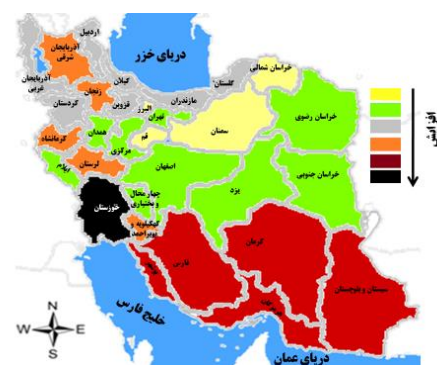 اردبیل
آذربایجان
شرقی
دریای خزر
خراسان شمالی
گلستان
گیلان
آذربایجان
غربی
زنجان
مازندران
البرز
قزوین
کردستان
تهران
خراسان رضوی
سمنان
همدان
قم
مرکزی
کرمانشاه
لرستان
ایلام
اصفهان
خراسان جنوبی
یزد
چهار محال
و بختیاری
خوزستان
کهگیلویه و
بویراحمد
فارس
کرمان
سیستان و بلوچستان
خلیج فارس
دریای عمان
افزایش
N
W
E
S